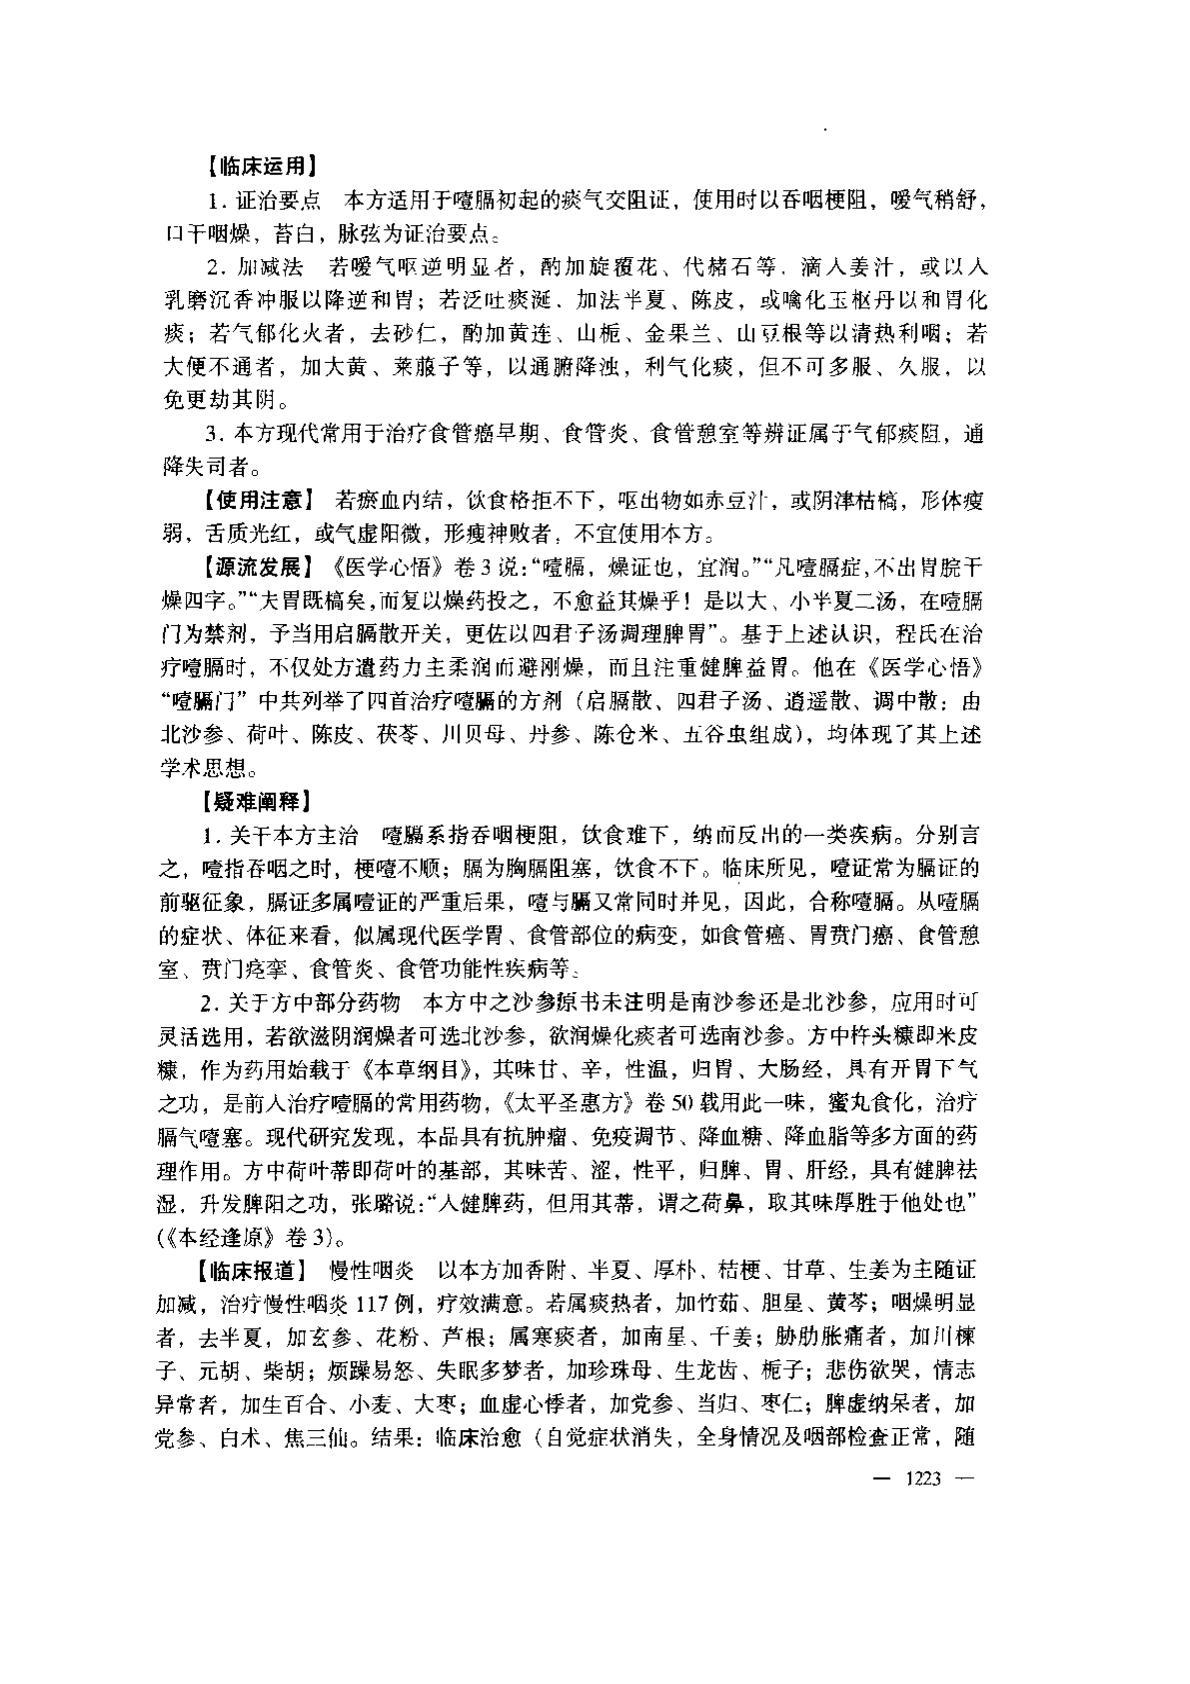 【临床运用】
1. 证治要点　本方适用于噎膈初起的痰气交阻证，使用时以吞咽梗阻，嗳气稍舒，
口干咽燥，苔白，脉弦为证治要点。
2. 加减法　若嗳气呕逆明显者，酌加旋覆花、代赭石等，滴入姜汁，或以人
乳磨沉香冲服以降逆和胃；若泛吐痰涎，加法半夏、陈皮，或噙化玉枢丹以和胃化
痰；若气郁化火者，去砂仁，酌加黄连、山栀、金果兰、山豆根等以清热利咽；若
大便不通者，加大黄、莱菔子等，以通腑降浊，利气化痰，但不可多服、久服，以
免更劫其阴。
3. 本方现代常用于治疗食管癌早期、食管炎、食管憩室等辨证属于气郁痰阻，通
降失司者。
【使用注意】　若瘀血内结，饮食格拒不下，呕出物如赤豆汁，或阴津枯槁，形体瘦
弱，舌质光红，或气虚阳微，形瘦神败者，不宜使用本方。
【源流发展】《医学心悟》卷 3 说：“噎膈，燥证也，宜润。”“凡噎膈症，不出胃脘干
燥四字。”“夫胃既槁矣，而复以燥药投之，不愈益其燥乎！是以大、小半夏二汤，在噎膈
门为禁剂，予当用启膈散开关，更佐以四君子汤调理脾胃”。基于上述认识，程氏在治
疗噎膈时，不仅处方遣药力主柔润而避刚燥，而且注重健脾益胃。他在《医学心悟》
“噎膈门”中共列举了四首治疗噎膈的方剂（启膈散、四君子汤、逍遥散、调中散：由
北沙参、荷叶、陈皮、茯苓、川贝母、丹参、陈仓米、五谷虫组成），均体现了其上述
学术思想。
【疑难阐释】
1. 关于本方主治　噎膈系指吞咽梗阻，饮食难下，纳而反出的一类疾病。分别言
之，噎指吞咽之时，梗噎不顺；膈为胸膈阻塞，饮食不下。临床所见，噎证常为膈证的
前驱征象，膈证多属噎证的严重后果，噎与膈又常同时并见，因此，合称噎膈。从噎膈
的症状、体征来看，似属现代医学胃、食管部位的病变，如食管癌、胃贲门癌、食管憩
室、贲门痉挛、食管炎、食管功能性疾病等。
2. 关于方中部分药物　本方中之沙参原书未注明是南沙参还是北沙参，应用时可
灵活选用，若欲滋阴润燥者可选北沙参，欲润燥化痰者可选南沙参。方中杵头糠即米皮
糠，作为药用始载于《本草纲目》，其味甘、辛，性温，归胃、大肠经，具有开胃下气
之功，是前人治疗噎膈的常用药物，《太平圣惠方》卷 50 载用此一味，蜜丸食化，治疗
膈气噎塞。现代研究发现，本品具有抗肿瘤、免疫调节、降血糖、降血脂等多方面的药
理作用。方中荷叶蒂即荷叶的基部，其味苦、涩，性平，归脾、胃、肝经，具有健脾祛
湿，升发脾阳之功，张璐说：“入健脾药，但用其蒂，谓之荷鼻，取其味厚胜于他处也”
（《本经逢原》卷 3）。
【临床报道】　慢性咽炎　以本方加香附、半夏、厚朴、桔梗、甘草、生姜为主随证
加减，治疗慢性咽炎 117 例，疗效满意。若属痰热者，加竹茹、胆星、黄芩；咽燥明显
者，去半夏，加玄参、花粉、芦根；属寒痰者，加南星、干姜；胁肋胀痛者，加川楝
子、元胡、柴胡；烦躁易怒、失眠多梦者，加珍珠母、生龙齿、栀子；悲伤欲哭，情志
异常者，加生百合、小麦、大枣；血虚心悸者，加党参、当归、枣仁；脾虚纳呆者，加
党参、白术、焦三仙。结果：临床治愈（自觉症状消失，全身情况及咽部检查正常，随
— 1223 —